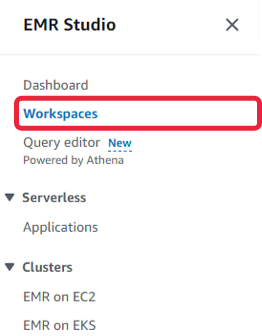 EMR Studio
Dashboard
Workspaces
Query editor New
Powered by Athena
Serverless
Applications
Clusters
EMR on EC2
EMR on EKS